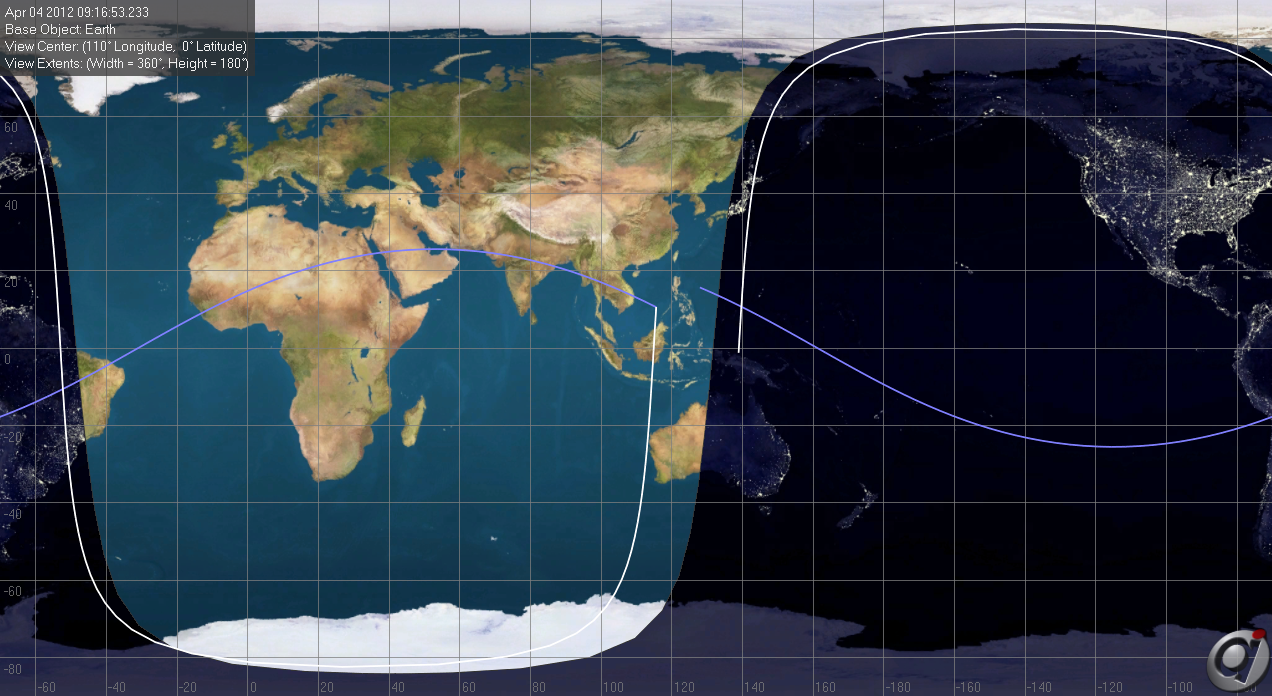 Apr 04 2012 09:16:53.233
Base Object: Earth
View Center: (110° Longitude, 0° Latitude)
View Extents: (Width = 360°, Height = 180°)
60
40
20
0
-20
-40
-60
-80
-60 -40 -20 0 20 40 60 80 100 120 140 160 -180 -160 -140 -120 -100